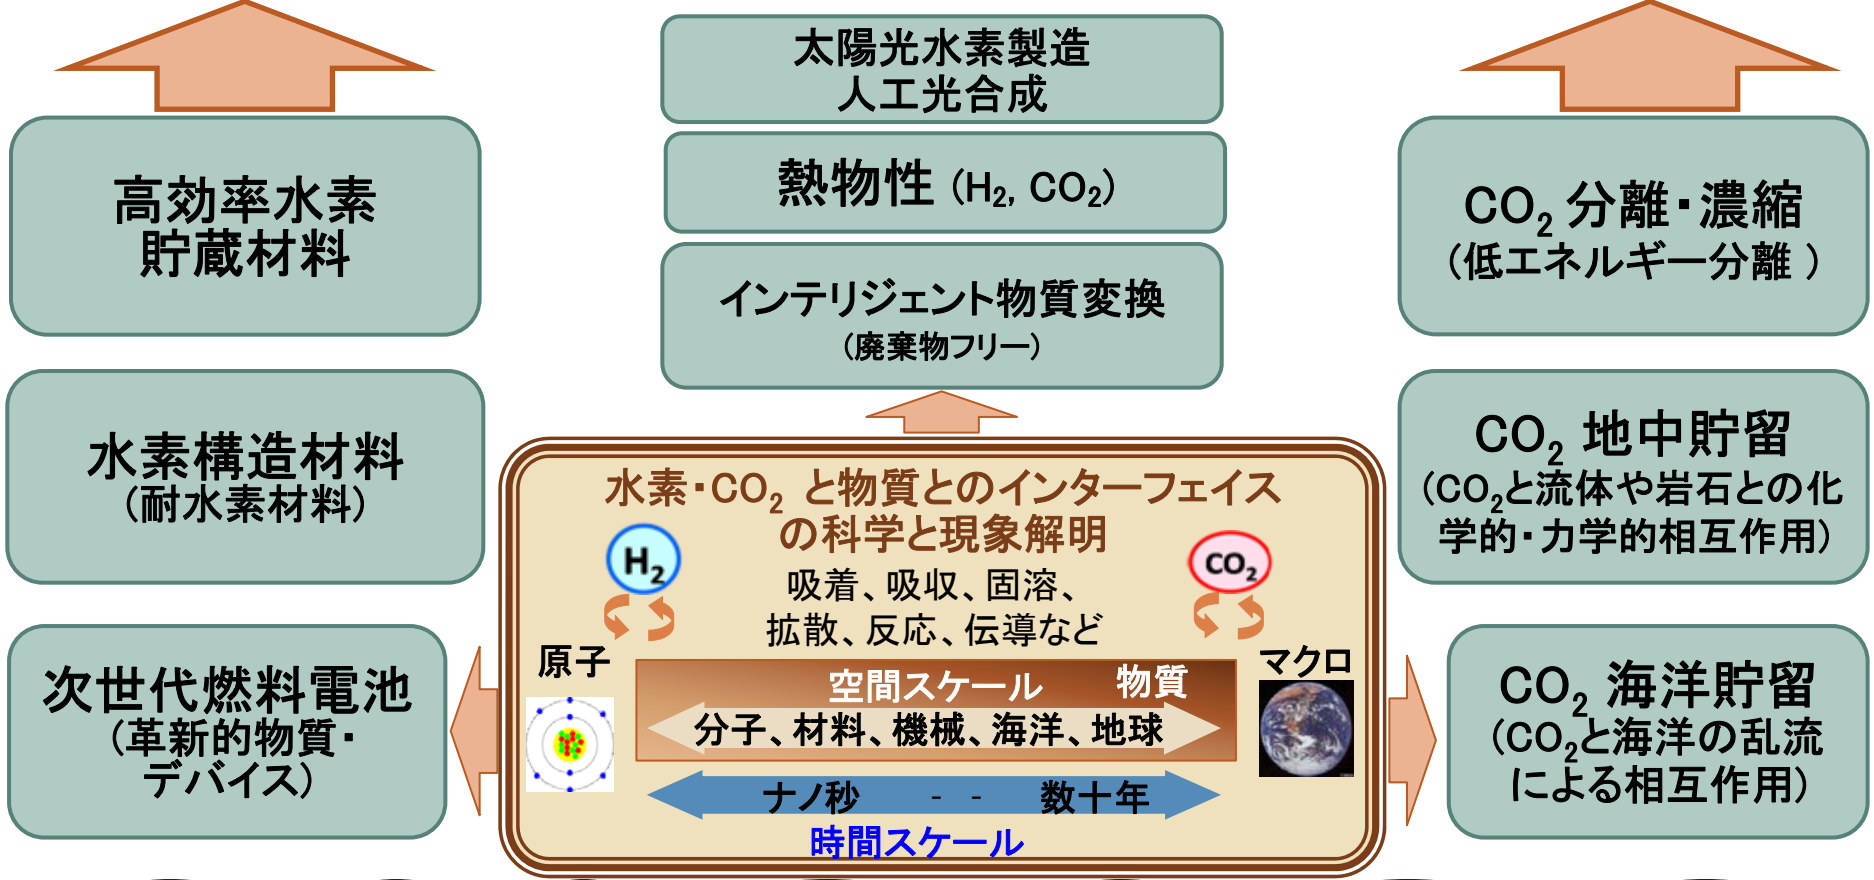 高効率水素
貯蔵材料
水素構造材料
(耐水素材料)
次世代燃料電池
(革新的物質・
デバイス)
太陽光水素製造
人工光合成
熱物性 (H₂, CO₂)
インテリジェント物質変換
(廃棄物フリー)
水素・CO₂ と物質とのインターフェイス
の科学と現象解明
H₂
CO₂
吸着、吸収、固溶、
拡散、反応、伝導など
原子
マクロ
空間スケール 物質
分子、材料、機械、海洋、地球
ナノ秒 - - 数十年
時間スケール
CO₂ 分離・濃縮
(低エネルギー分離 )
CO₂ 地中貯留
(CO₂と流体や岩石との化
学的・力学的相互作用)
CO₂ 海洋貯留
(CO₂と海洋の乱流
による相互作用)